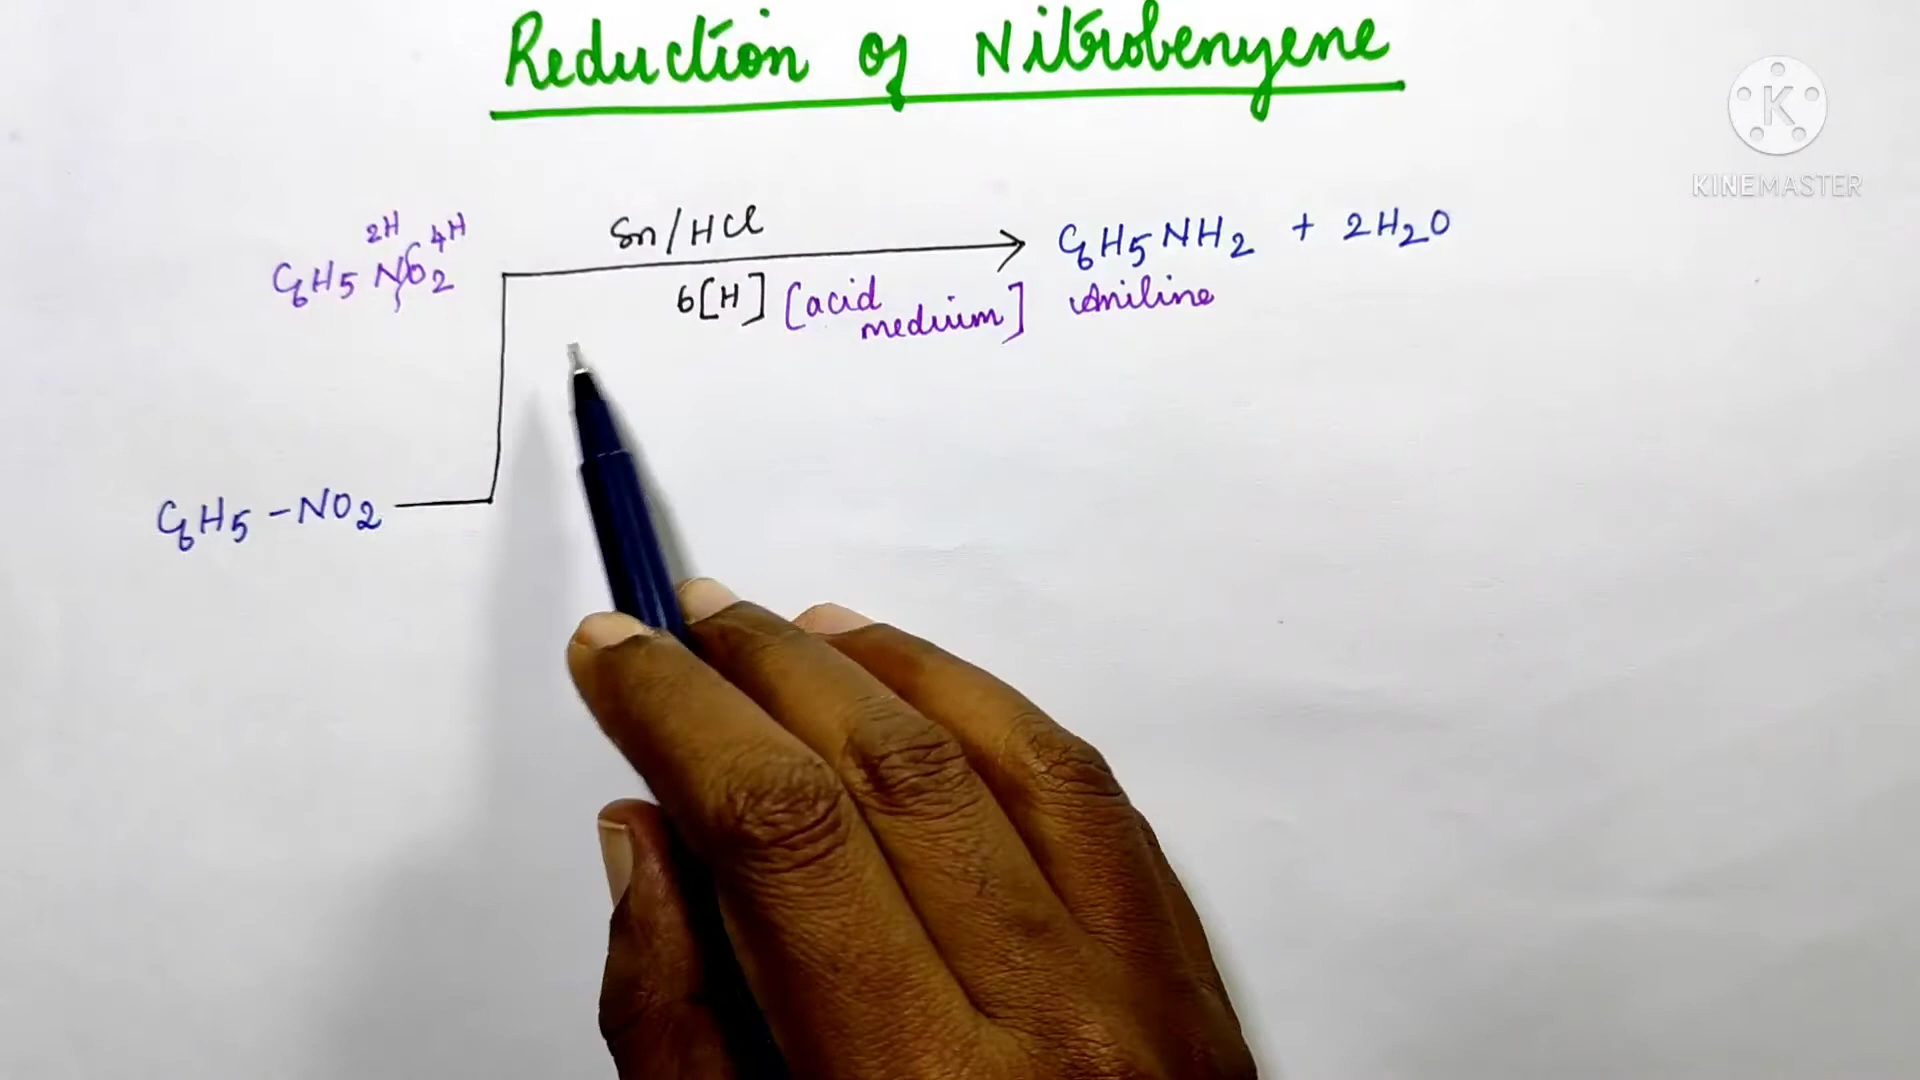 Reduction of Nitrobenzene
K
KINEMASTER
2H 4H
C6H5 NO2
Sn/HCl
6[H] [acid medium]
C6H5NH2 + 2H2O
Aniline
C6H5-NO2